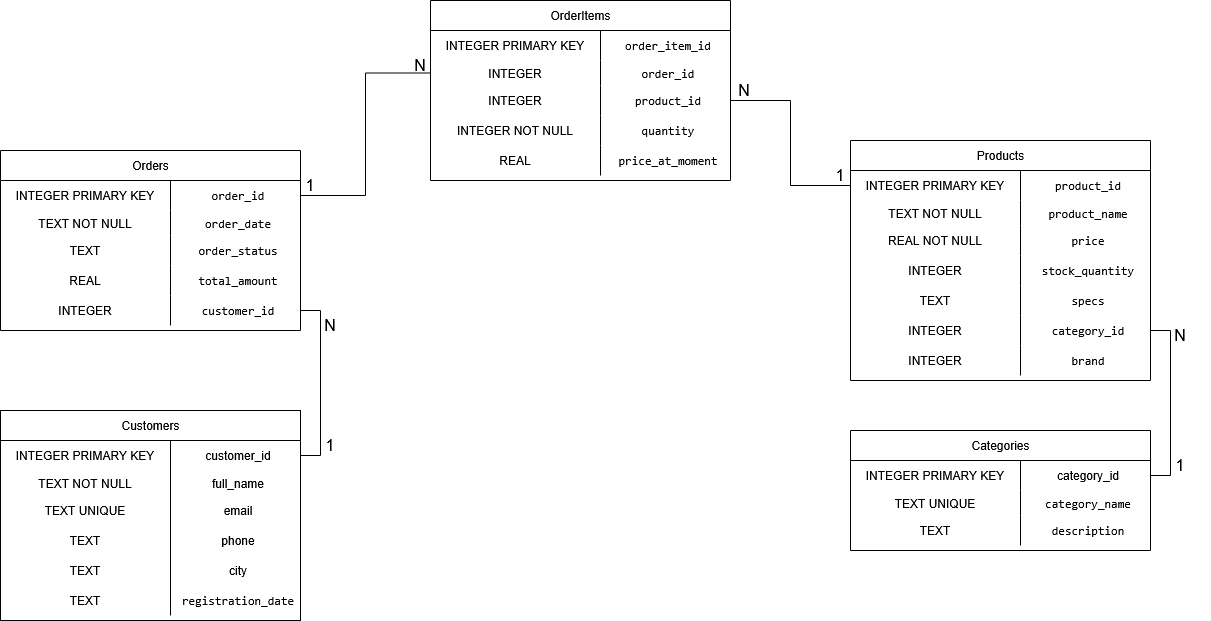 OrderItems
INTEGER PRIMARY KEY order_item_id
INTEGER order_id
INTEGER product_id
INTEGER NOT NULL quantity
REAL price_at_moment
N
N
Orders
INTEGER PRIMARY KEY order_id
TEXT NOT NULL order_date
TEXT order_status
REAL total_amount
INTEGER customer_id
1
N
Products
INTEGER PRIMARY KEY product_id
TEXT NOT NULL product_name
REAL NOT NULL price
INTEGER stock_quantity
TEXT specs
INTEGER category_id
INTEGER brand
1
N
Customers
INTEGER PRIMARY KEY customer_id
TEXT NOT NULL full_name
TEXT UNIQUE email
TEXT phone
TEXT city
TEXT registration_date
1
Categories
INTEGER PRIMARY KEY category_id
TEXT UNIQUE category_name
TEXT description
1